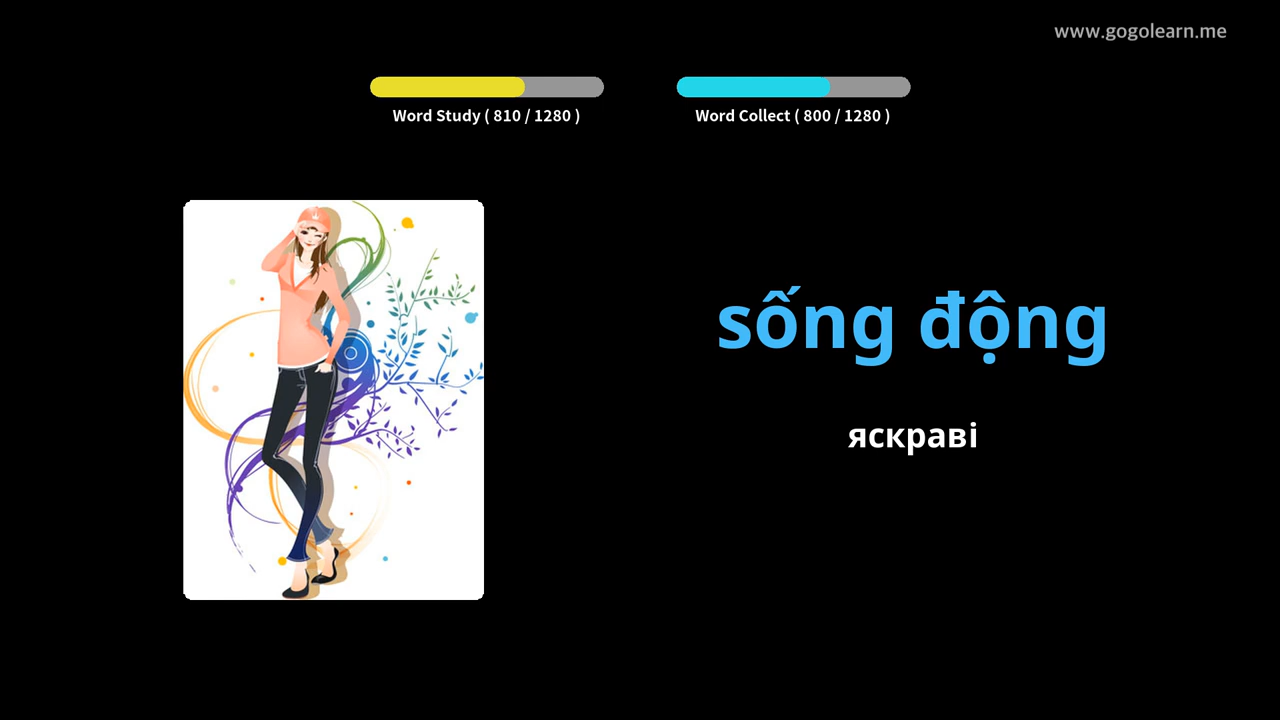 www.gogolearn.me
Word Study ( 810 / 1280 )
Word Collect ( 800 / 1280 )
sống động
яскраві